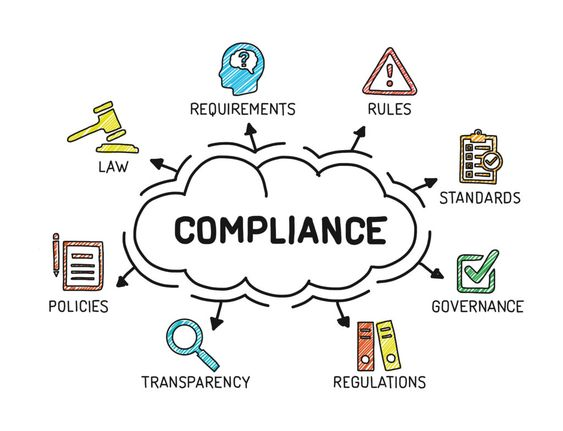 REQUIREMENTS
RULES
LAW
STANDARDS
COMPLIANCE
POLICIES
GOVERNANCE
TRANSPARENCY
REGULATIONS